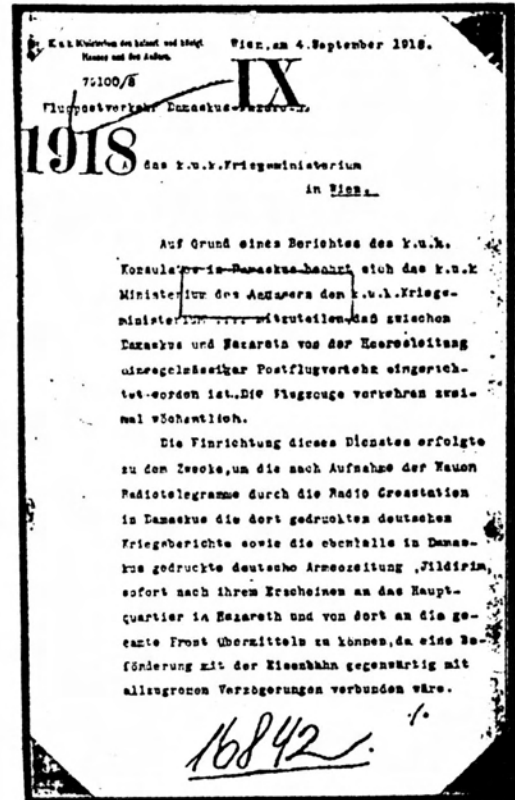 K. u. k. Ministerium des kaiserl. und königl.
Hauses und des Äußern.
Wien, am 4. September 1918.
IX
Flugpostverkehr Damaskus-
1918
das k.u.k. Kriegsministerium
in Wien.
Auf Grund eines Berichtes des k.u.k.
Konsulates in Damaskus beehrt sich das k.u.k
Ministerium des Aeussern dem k.u.k. Kriegs-
ministerium .... mitzuteilen, daß zwischen
Damaskus und Nazareth von der Heeresleitung
ein regelmässiger Postflugverkehr eingerich-
tet worden ist. Die Flugzeuge verkehren zwei-
mal wöchentlich.
Die Einrichtung dieses Dienstes erfolgte
zu dem Zwecke, um die nach Aufnahme der Nauen
Radiotelegramme durch die Radio
in Damaskus die dort gedruckten deutschen
Kriegsberichte sowie die ebenfalls in Damas-
kus gedruckte deutsche Armeezeitung "Jildirim,
sofort nach ihrem Erscheinen an das Haupt-
quartier in Nazareth und von dort an die ge-
samte Front übermitteln zu können, da eine Be-
förderung mit der Eisenbahn gegenwärtig mit
allzugrossen Verzögerungen verbunden wäre.
./.
16842.